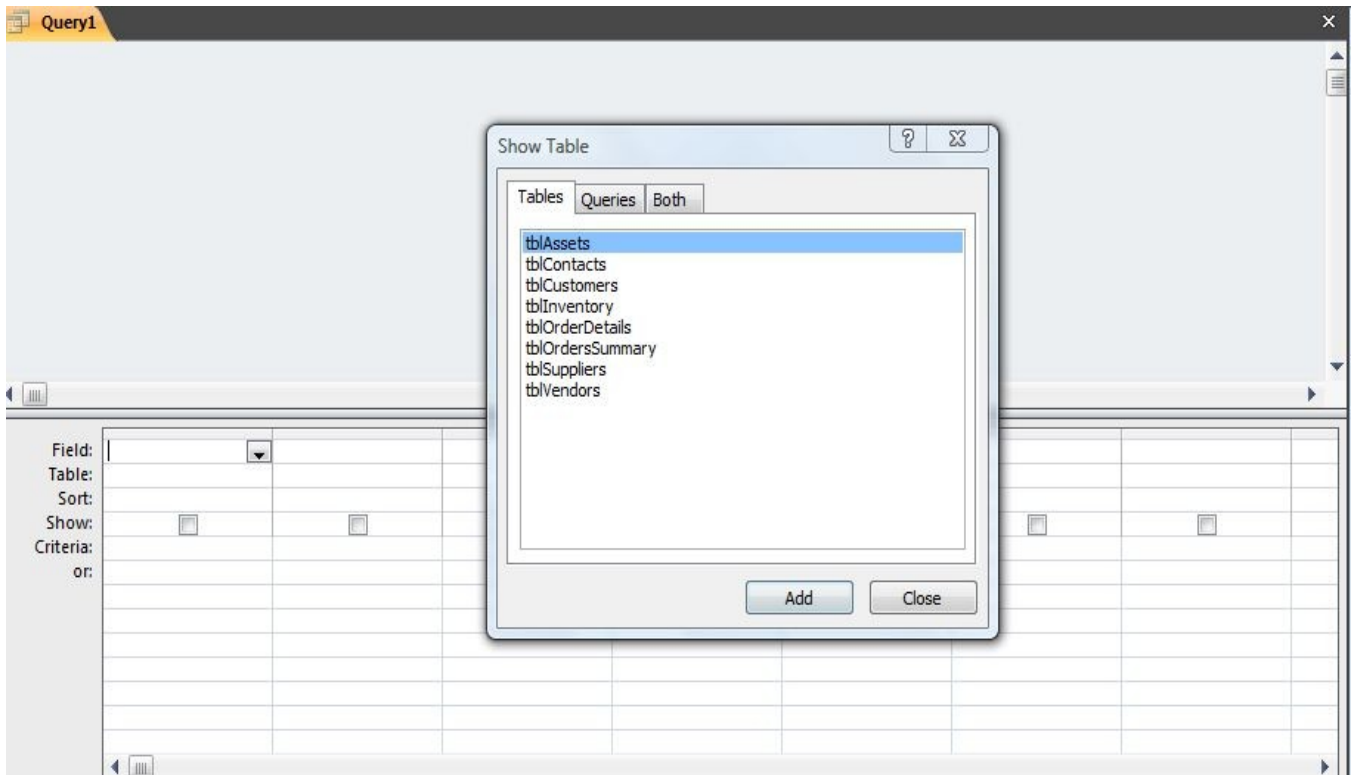 Query1
Show Table
Tables Queries Both
tblAssets
tblContacts
tblCustomers
tblInventory
tblOrderDetails
tblOrdersSummary
tblSuppliers
tblVendors
Add Close
Field:
Table:
Sort:
Show:
Criteria:
or: